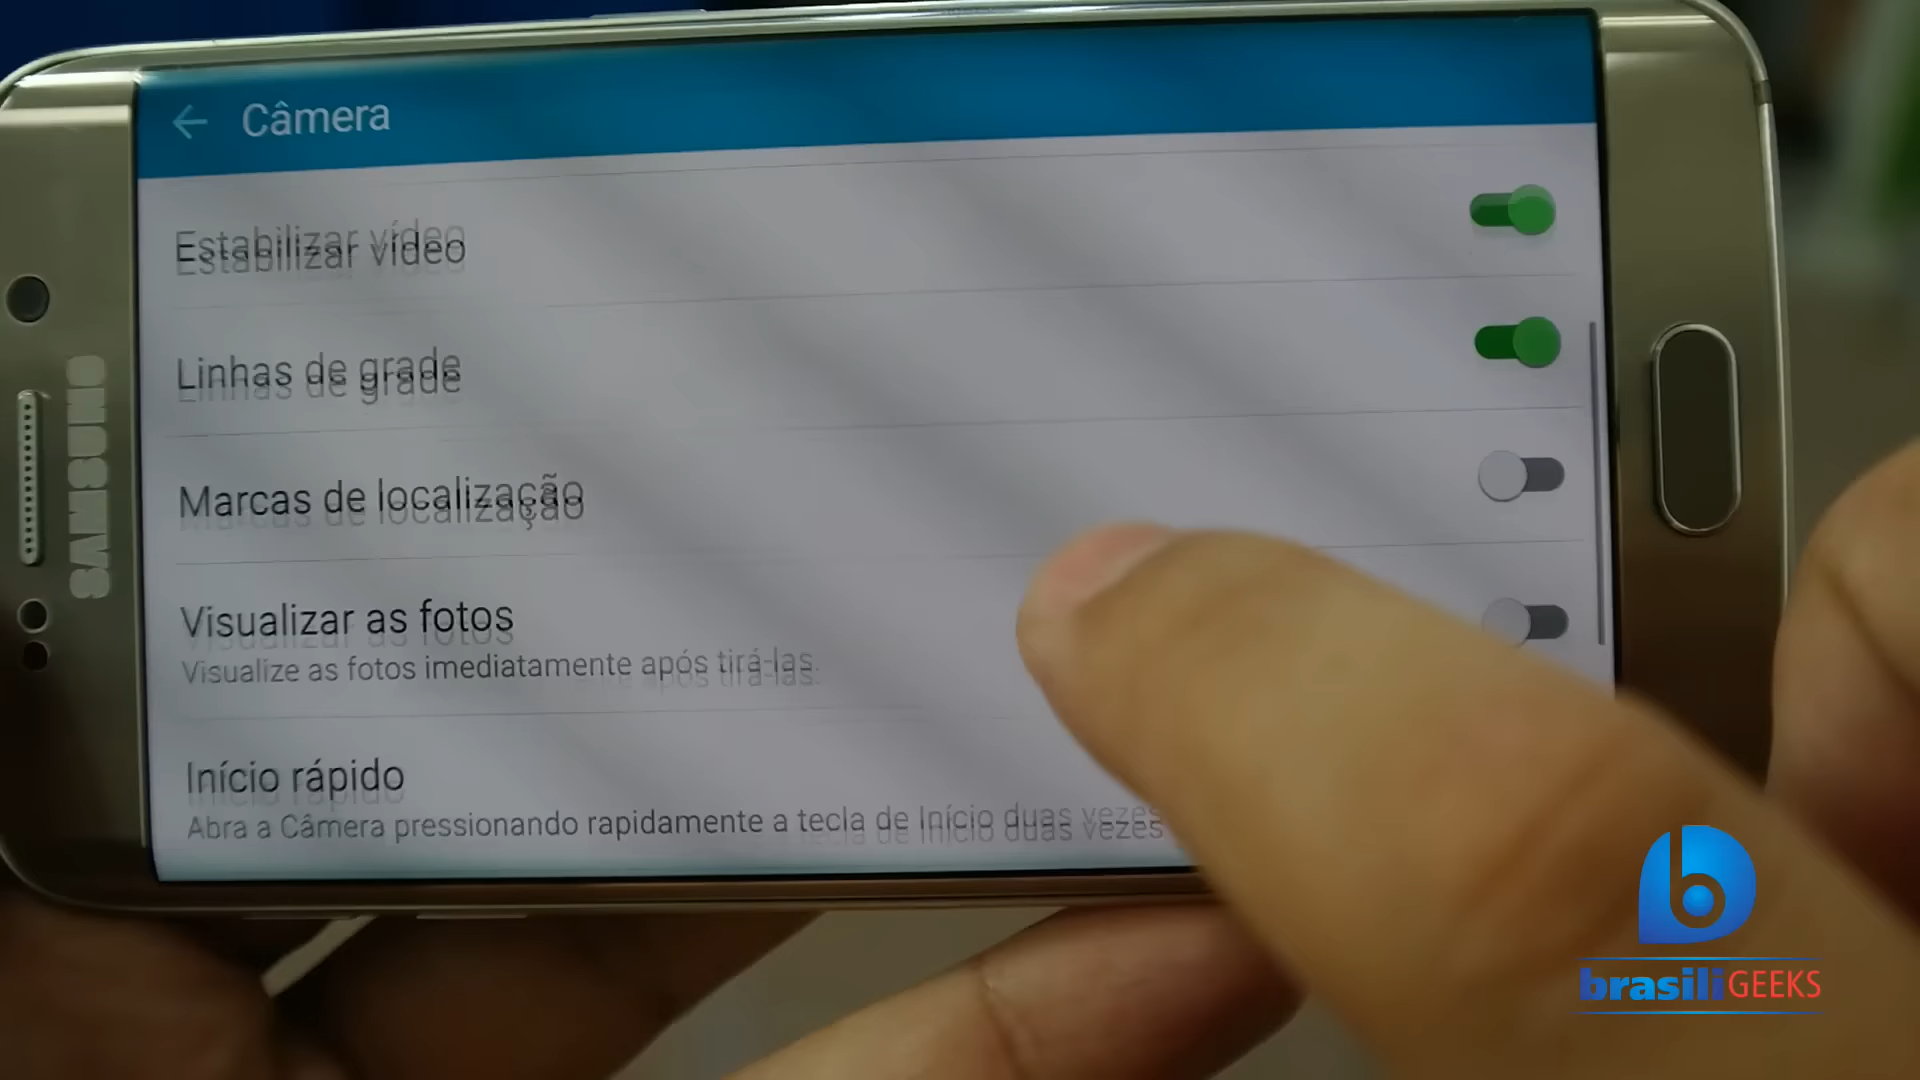 Câmera
Estabilizar vídeo
Linhas de grade
Marcas de localização
Visualizar as fotos
Visualize as fotos imediatamente após tirá-las.
Início rápido
Abra a Câmera pressionando rapidamente a tecla de Início duas vezes
SAMSUNG
b
brasiliGEEKS